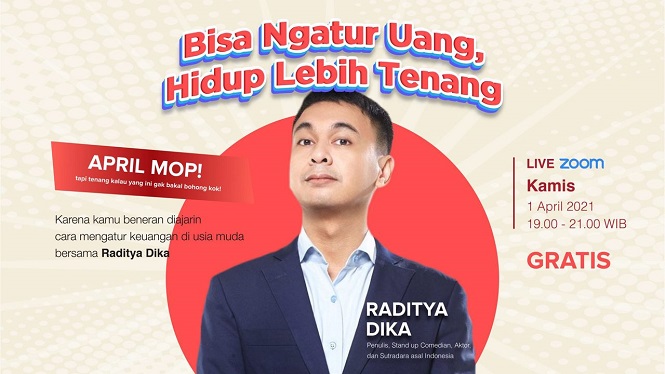 Bisa Ngatur Uang,
Hidup Lebih Tenang
APRIL MOP!
tapi tenang kalau yang ini gak bakal bohong kok!
Karena kamu beneran diajarin
cara mengatur keuangan di usia muda
bersama Raditya Dika
LIVE zoom
Kamis
1 April 2021
19.00 - 21.00 WIB
GRATIS
RADITYA
DIKA
Penulis, Stand up Comedian, Aktor,
dan Sutradara asal Indonesia